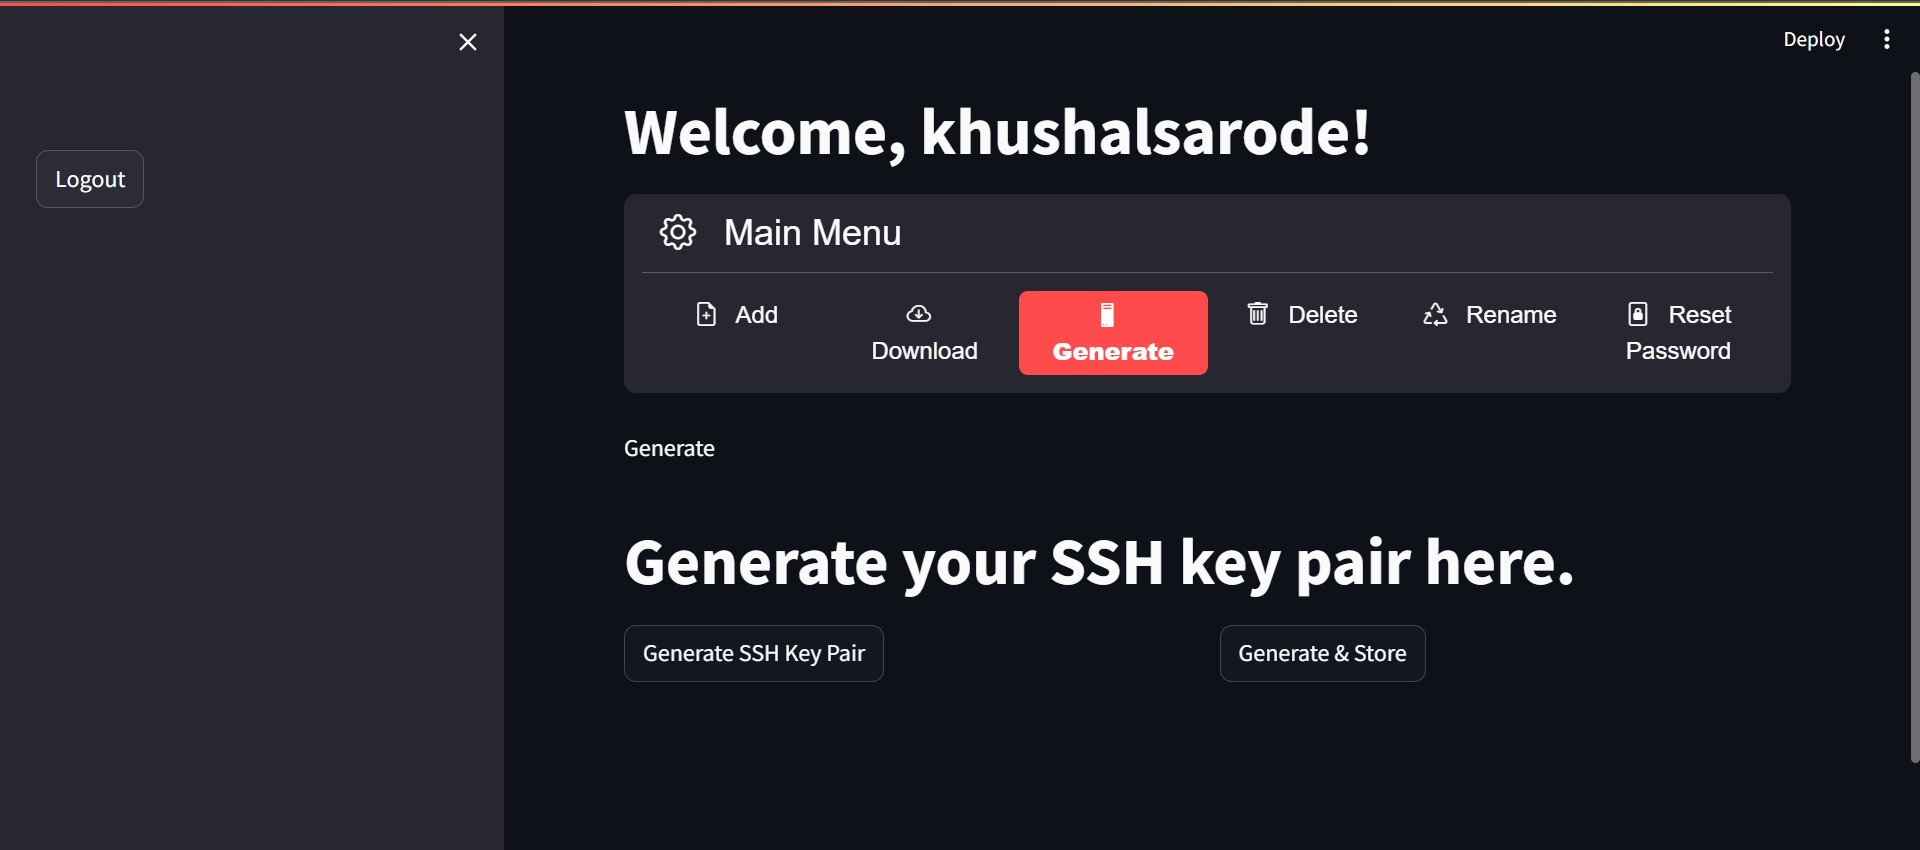 Deploy
Logout
Welcome, khushalsarode!
Main Menu
Add
Download
Generate
Delete
Rename
Reset
Password
Generate
Generate your SSH key pair here.
Generate SSH Key Pair
Generate & Store